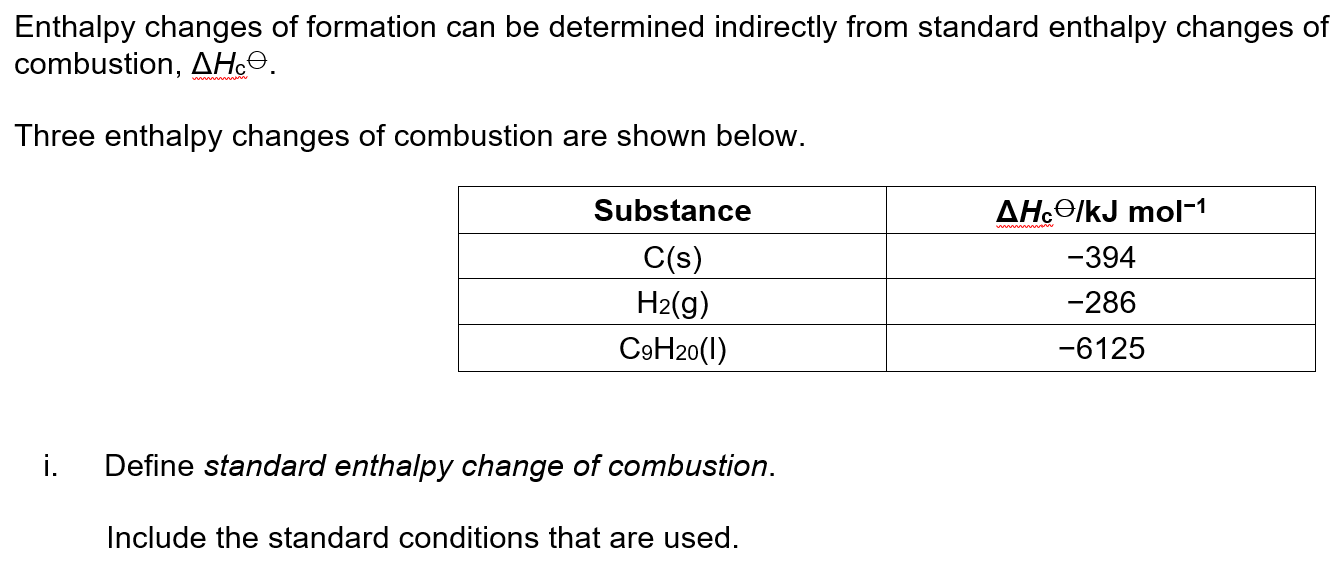 Enthalpy changes of formation can be determined indirectly from standard enthalpy changes of
combustion, ΔHc⦵.
Three enthalpy changes of combustion are shown below.
Substance ΔHc⦵/kJ mol−1
C(s) −394
H2(g) −286
C9H20(l) −6125
i. Define standard enthalpy change of combustion.
Include the standard conditions that are used.